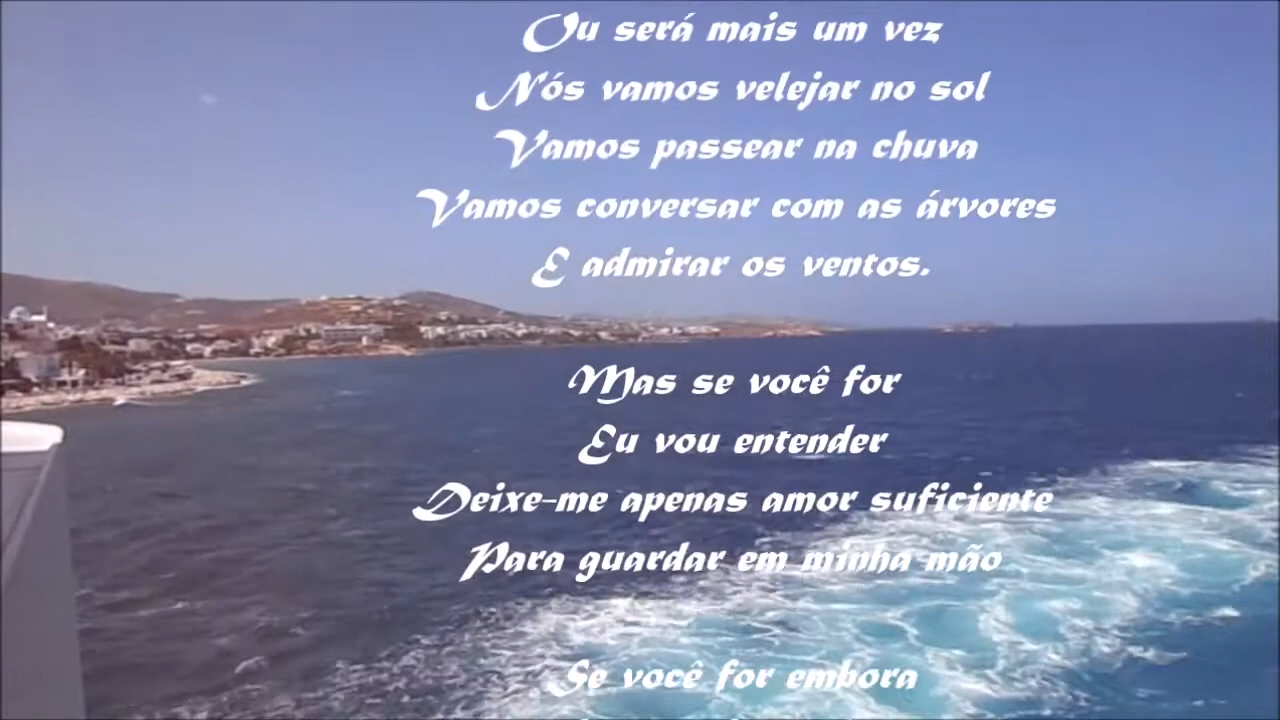 Ou será mais um vez
Nós vamos velejar no sol
Vamos passear na chuva
Vamos conversar com as árvores
E admirar os ventos.
Mas se você for
Eu vou entender
Deixe-me apenas amor suficiente
Para guardar em minha mão
Se você for embora